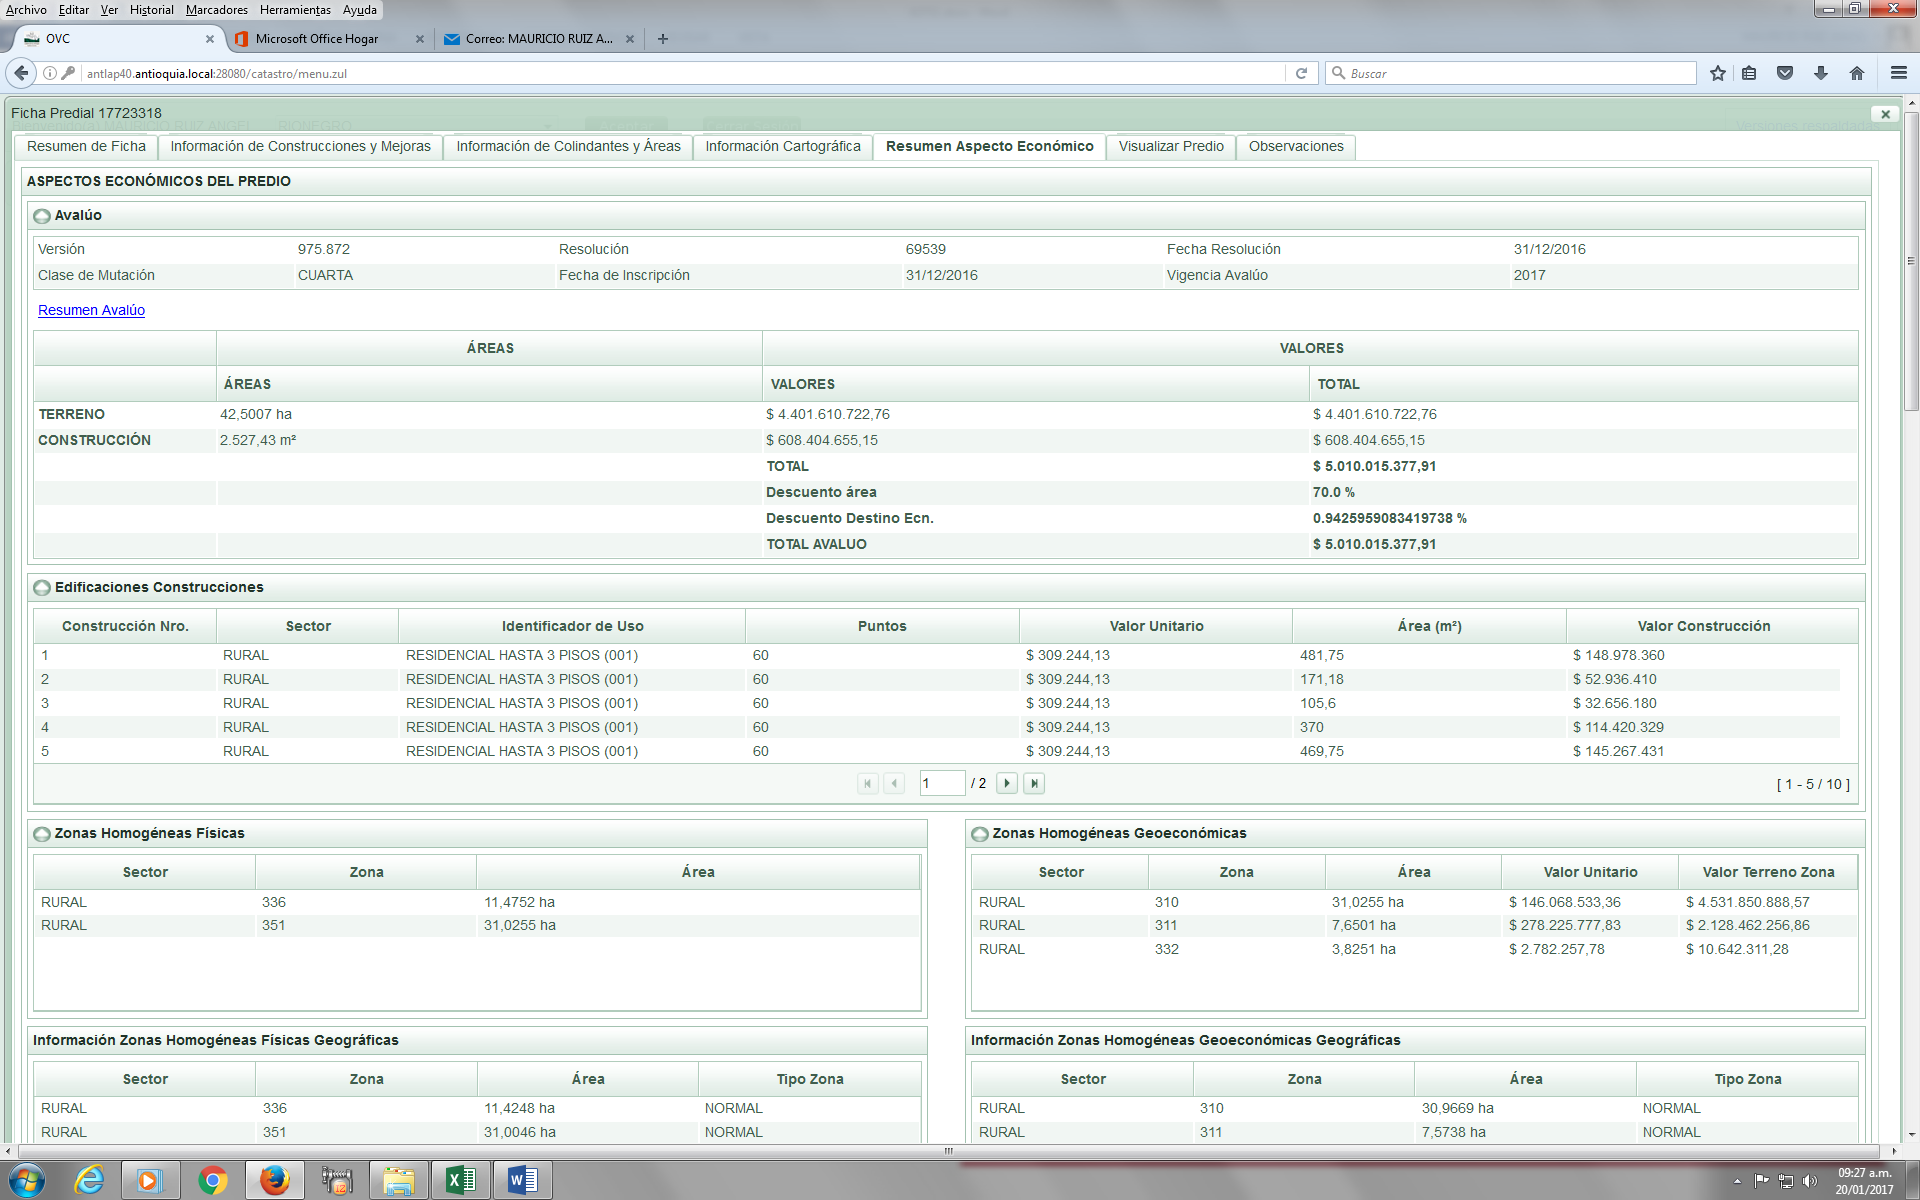 Archivo Editar Ver Historial Marcadores Herramientas Ayuda
OVC
Microsoft Office Hogar
Correo: MAURICIO RUIZ A...
antlap40.antioquia.local:28080/catastro/menu.zul
Buscar
Ficha Predial 17723318
Resumen de Ficha Información de Construcciones y Mejoras Información de Colindantes y Áreas Información Cartográfica Resumen Aspecto Económico Visualizar Predio Observaciones
ASPECTOS ECONÓMICOS DEL PREDIO
Avalúo
Versión 975.872 Resolución 69539 Fecha Resolución 31/12/2016
Clase de Mutación CUARTA Fecha de Inscripción 31/12/2016 Vigencia Avalúo 2017
Resumen Avalúo
ÁREAS VALORES
ÁREAS VALORES TOTAL
TERRENO 42,5007 ha $ 4.401.610.722,76 $ 4.401.610.722,76
CONSTRUCCIÓN 2.527,43 m² $ 608.404.655,15 $ 608.404.655,15
TOTAL $ 5.010.015.377,91
Descuento área 70.0 %
Descuento Destino Ecn. 0.9425959083419738 %
TOTAL AVALUO $ 5.010.015.377,91
Edificaciones Construcciones
Construcción Nro. Sector Identificador de Uso Puntos Valor Unitario Área (m²) Valor Construcción
1 RURAL RESIDENCIAL HASTA 3 PISOS (001) 60 $ 309.244,13 481,75 $ 148.978.360
2 RURAL RESIDENCIAL HASTA 3 PISOS (001) 60 $ 309.244,13 171,18 $ 52.936.410
3 RURAL RESIDENCIAL HASTA 3 PISOS (001) 60 $ 309.244,13 105,6 $ 32.656.180
4 RURAL RESIDENCIAL HASTA 3 PISOS (001) 60 $ 309.244,13 370 $ 114.420.329
5 RURAL RESIDENCIAL HASTA 3 PISOS (001) 60 $ 309.244,13 469,75 $ 145.267.431
1 / 2 [ 1 - 5 / 10 ]
Zonas Homogéneas Físicas
Sector Zona Área
RURAL 336 11,4752 ha
RURAL 351 31,0255 ha
Zonas Homogéneas Geoeconómicas
Sector Zona Área Valor Unitario Valor Terreno Zona
RURAL 310 31,0255 ha $ 146.068.533,36 $ 4.531.850.888,57
RURAL 311 7,6501 ha $ 278.225.777,83 $ 2.128.462.256,86
RURAL 332 3,8251 ha $ 2.782.257,78 $ 10.642.311,28
Información Zonas Homogéneas Físicas Geográficas
Sector Zona Área Tipo Zona
RURAL 336 11,4248 ha NORMAL
RURAL 351 31,0046 ha NORMAL
Información Zonas Homogéneas Geoeconómicas Geográficas
Sector Zona Área Tipo Zona
RURAL 310 30,9669 ha NORMAL
RURAL 311 7,5738 ha NORMAL
09:27 a.m.
20/01/2017